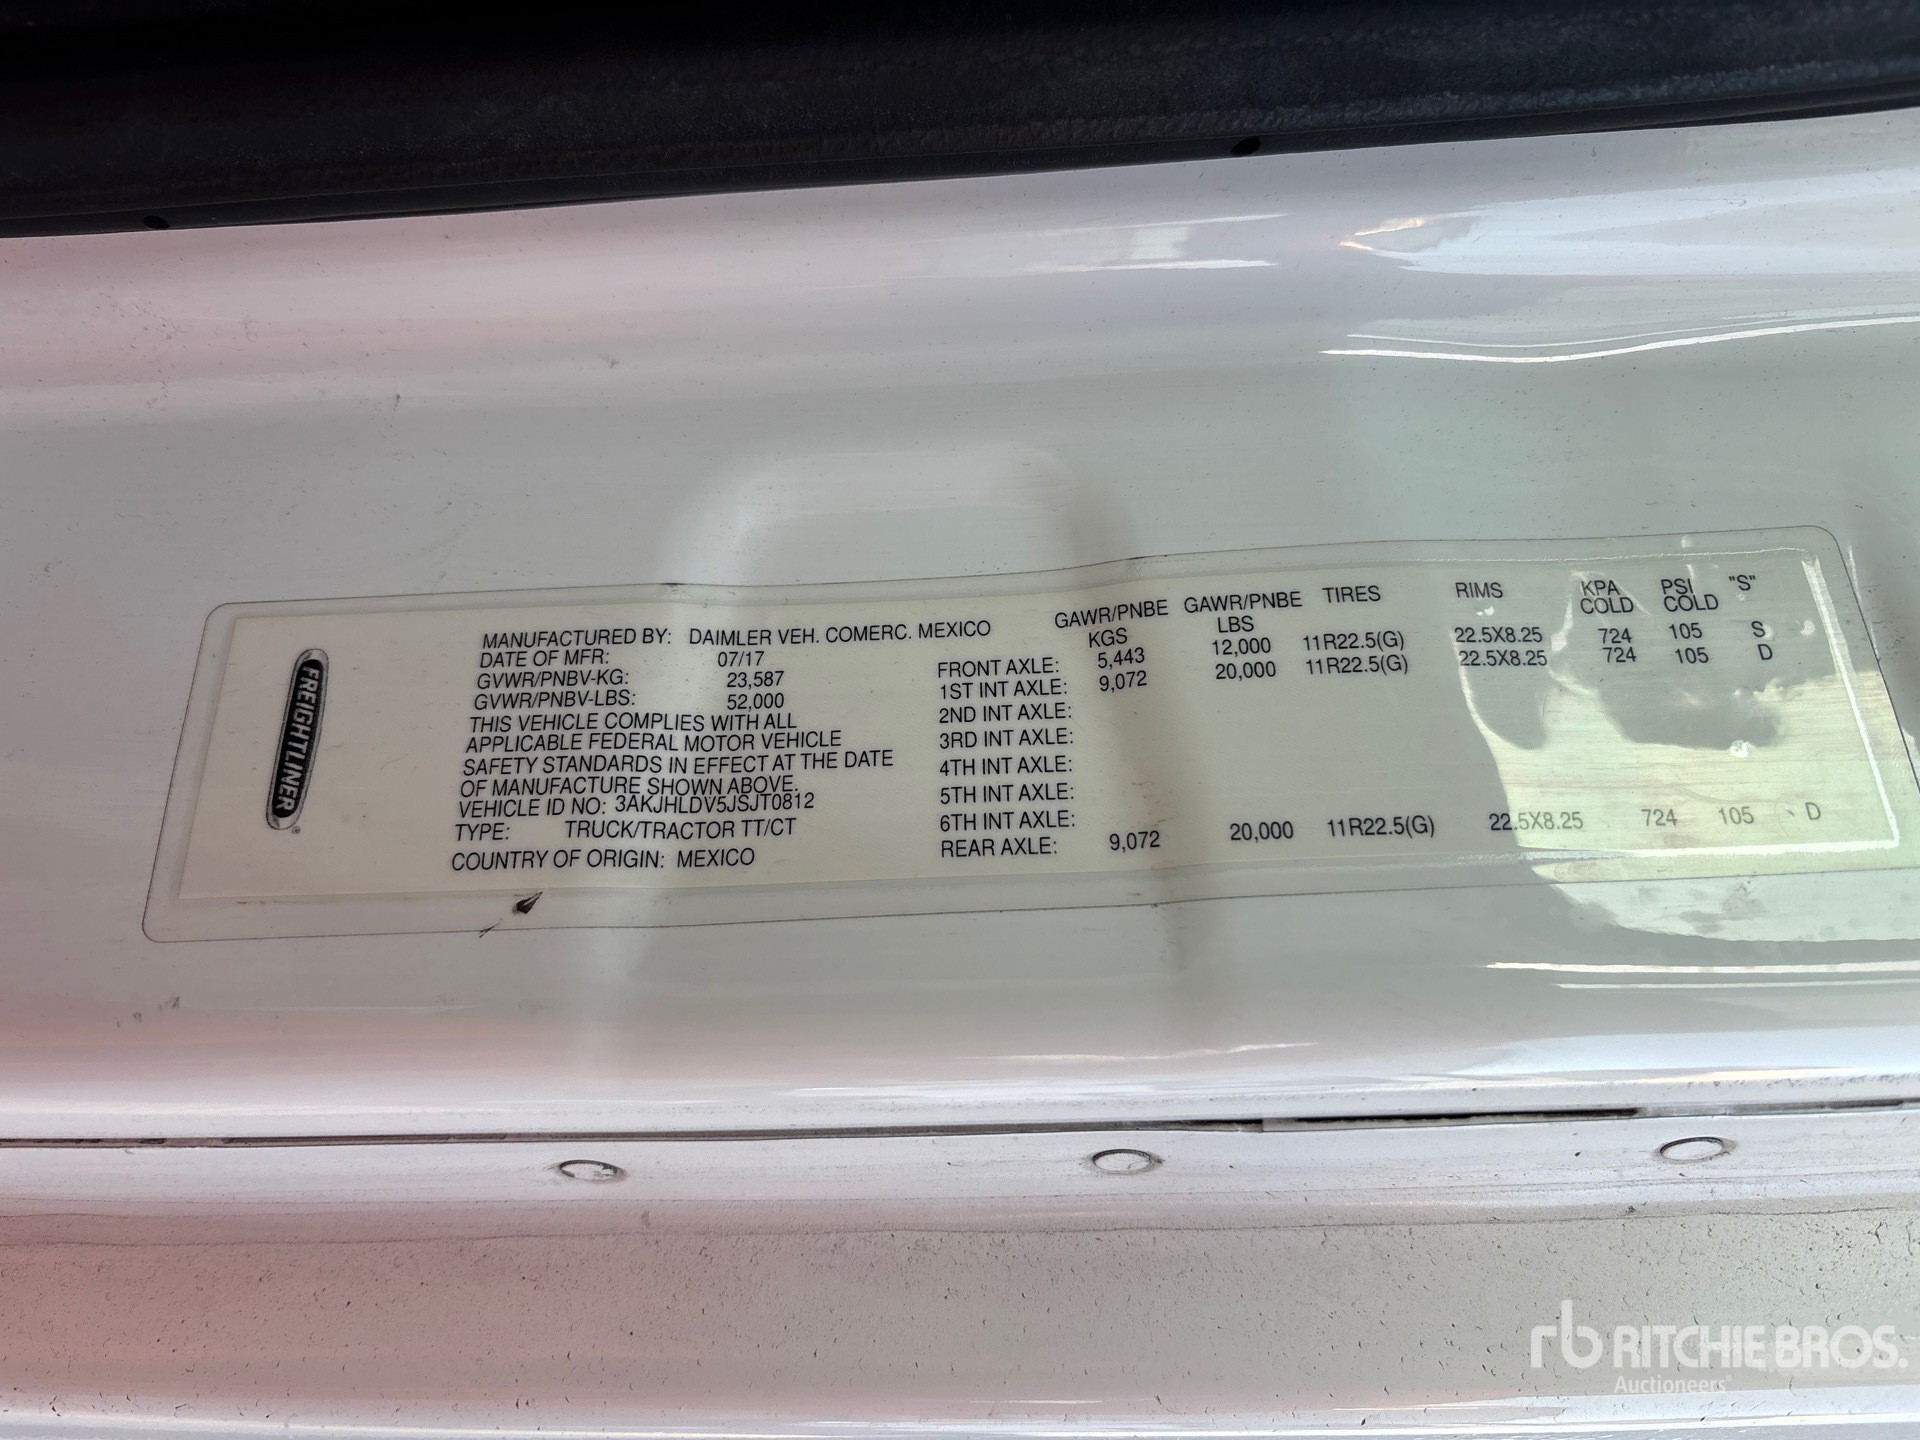 FREIGHTLINER
MANUFACTURED BY: DAIMLER VEH. COMERC. MEXICO
DATE OF MFR: 07/17
GVWR/PNBV-KG: 23,587
GVWR/PNBV-LBS: 52,000
THIS VEHICLE COMPLIES WITH ALL
APPLICABLE FEDERAL MOTOR VEHICLE
SAFETY STANDARDS IN EFFECT AT THE DATE
OF MANUFACTURE SHOWN ABOVE.
VEHICLE ID NO: 3AKJHLDV5JSJT0812
TYPE: TRUCK/TRACTOR TT/CT
COUNTRY OF ORIGIN: MEXICO
GAWR/PNBE GAWR/PNBE TIRES RIMS KPA PSI "S"
KGS LBS COLD COLD
FRONT AXLE: 5,443 12,000 11R22.5(G) 22.5X8.25 724 105 S
1ST INT AXLE: 9,072 20,000 11R22.5(G) 22.5X8.25 724 105 D
2ND INT AXLE:
3RD INT AXLE:
4TH INT AXLE:
5TH INT AXLE:
6TH INT AXLE:
REAR AXLE: 9,072 20,000 11R22.5(G) 22.5X8.25 724 105 D
rb RITCHIE BROS.
Auctioneers